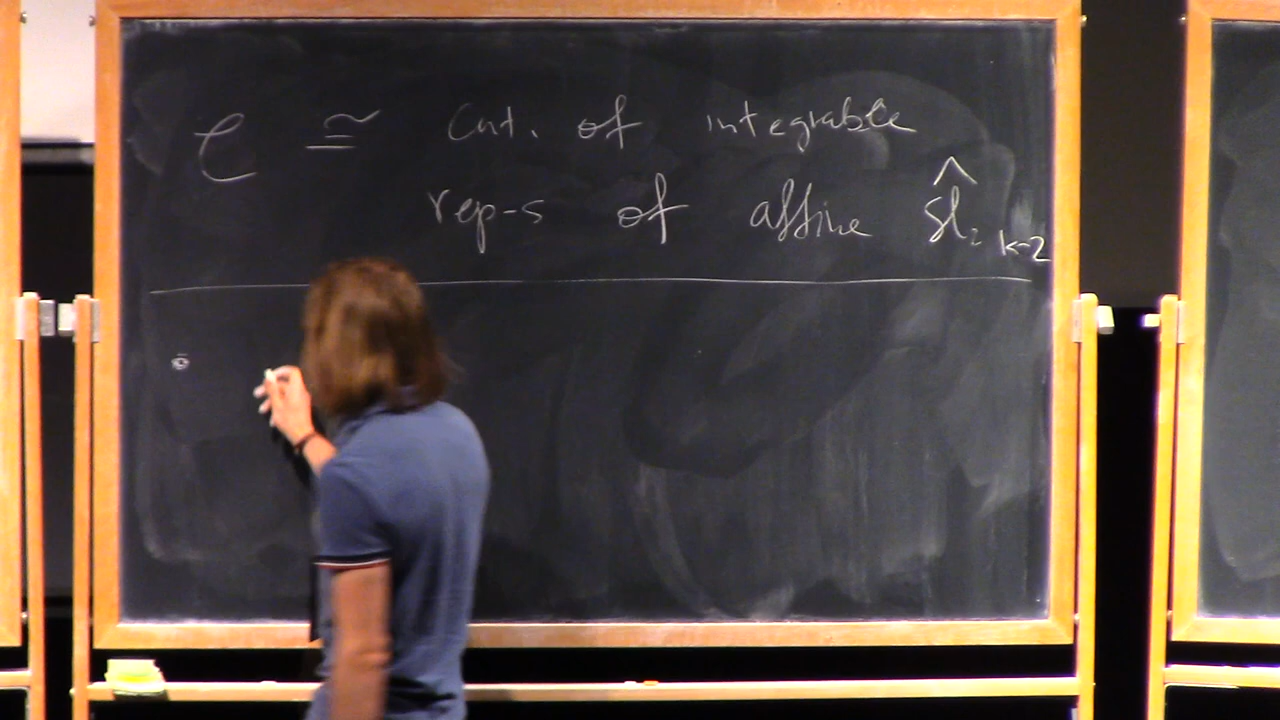 C ≅ Cat. of integrable
rep-s of affine ŝl₂ k-2